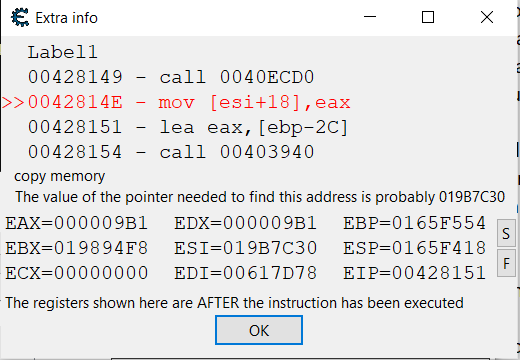 Extra info
Label1
00428149 - call 0040ECD0
>>0042814E - mov [esi+18],eax
00428151 - lea eax,[ebp-2C]
00428154 - call 00403940
copy memory
The value of the pointer needed to find this address is probably 019B7C30
EAX=000009B1 EDX=000009B1 EBP=0165F554
EBX=019894F8 ESI=019B7C30 ESP=0165F418
ECX=00000000 EDI=00617D78 EIP=00428151
S
F
The registers shown here are AFTER the instruction has been executed
OK